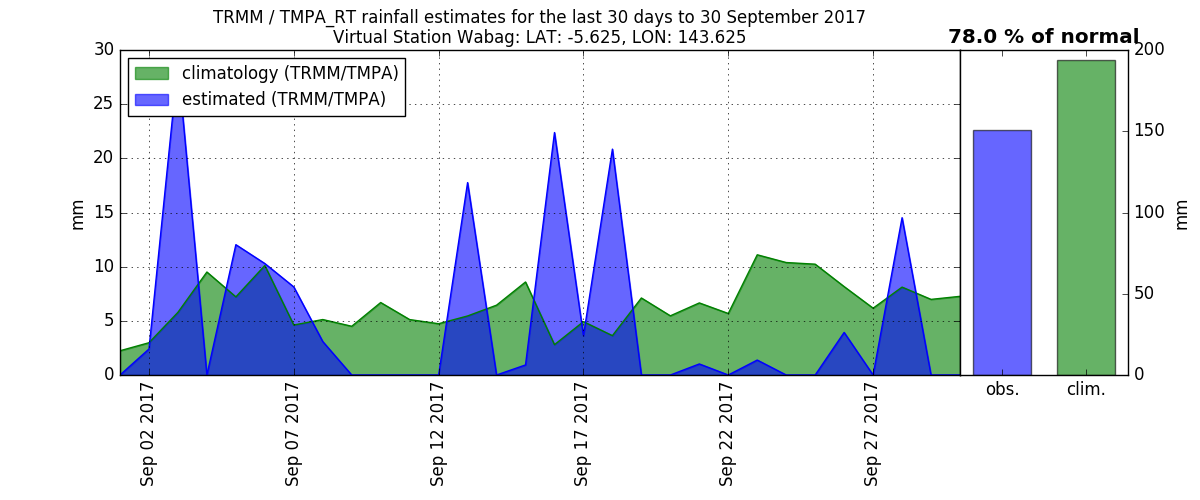 TRMM / TMPA_RT rainfall estimates for the last 30 days to 30 September 2017
Virtual Station Wabag: LAT: -5.625, LON: 143.625
78.0 % of normal
climatology (TRMM/TMPA)
estimated (TRMM/TMPA)
30
25
20
15
10
5
0
mm
Sep 02 2017
Sep 07 2017
Sep 12 2017
Sep 17 2017
Sep 22 2017
Sep 27 2017
200
150
100
50
0
mm
obs.
clim.